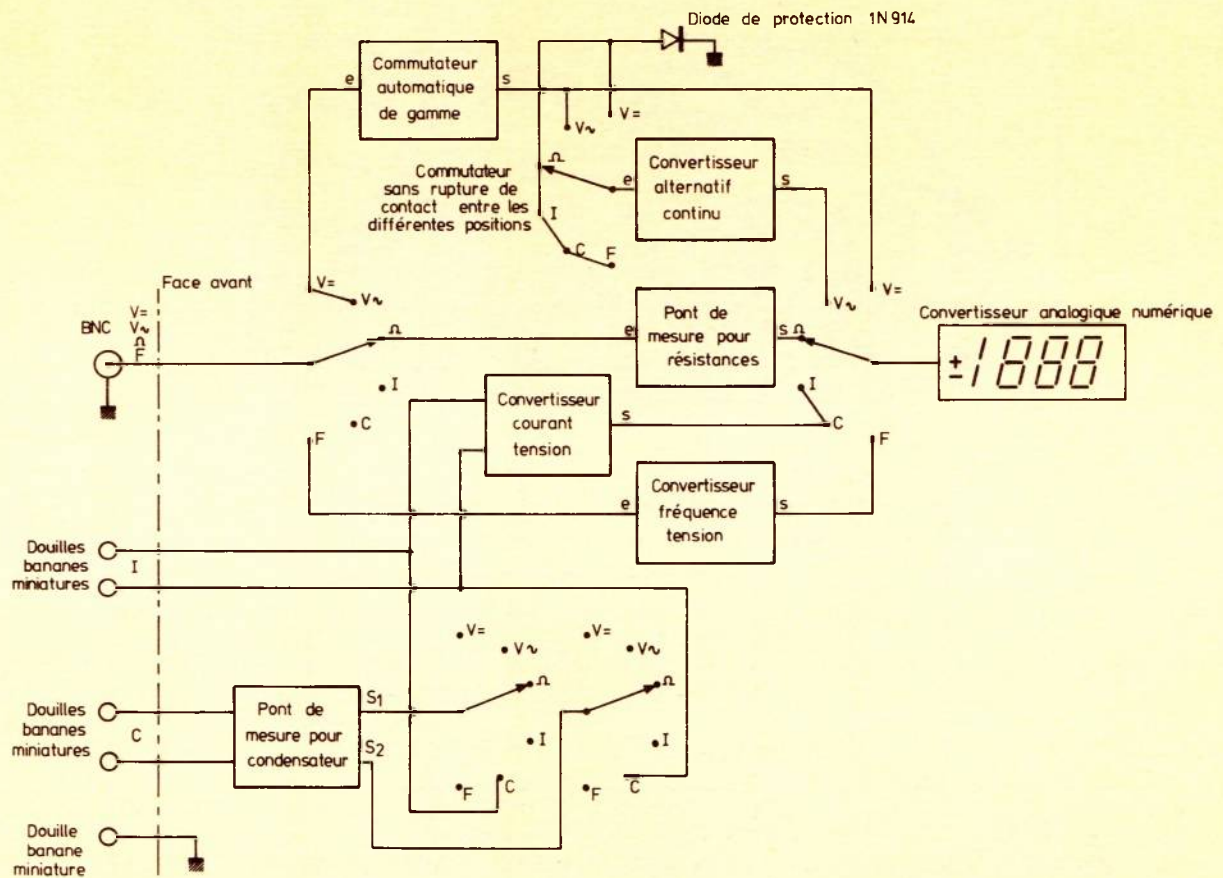 Diode de protection 1N914
Commutateur
automatique
de gamme
e
s
V=
V~
Commutateur
sans rupture de
contact entre les
différentes positions
Ω
I
C
F
e
Convertisseur
alternatif
continu
s
Face avant
BNC
V=
V~
Ω
F
V=
V~
Ω
I
C
F
e
Pont de
mesure pour
résistances
s
Ω
V~
V=
I
C
F
Convertisseur analogique numérique
±1888
Convertisseur
courant
tension
s
e
Convertisseur
fréquence
tension
s
Douilles
bananes
miniatures
I
Douilles
bananes
miniatures
C
Pont de
mesure pour
condensateur
S1
S2
V=
V~
Ω
I
C
F
V=
V~
Ω
I
C
F
Douille
banane
miniature